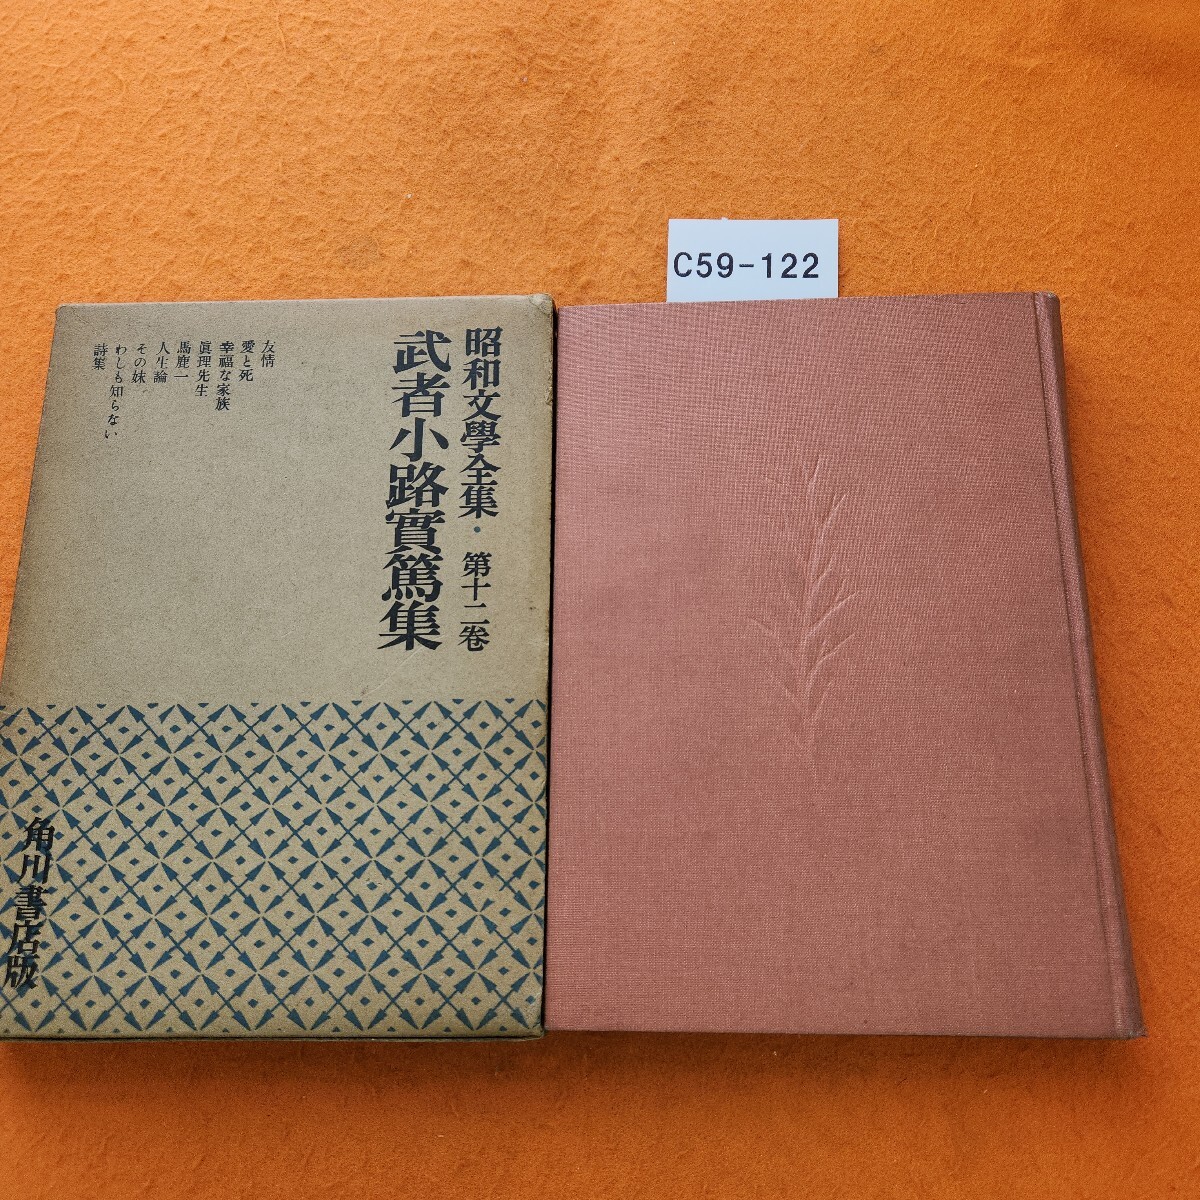 C59-122
昭和文學全集・第十二卷
武者小路實篤集
友情
愛と死
幸福な家族
眞理先生
馬鹿一
人生論
その妹
わしも知らない
詩集
角川書店版